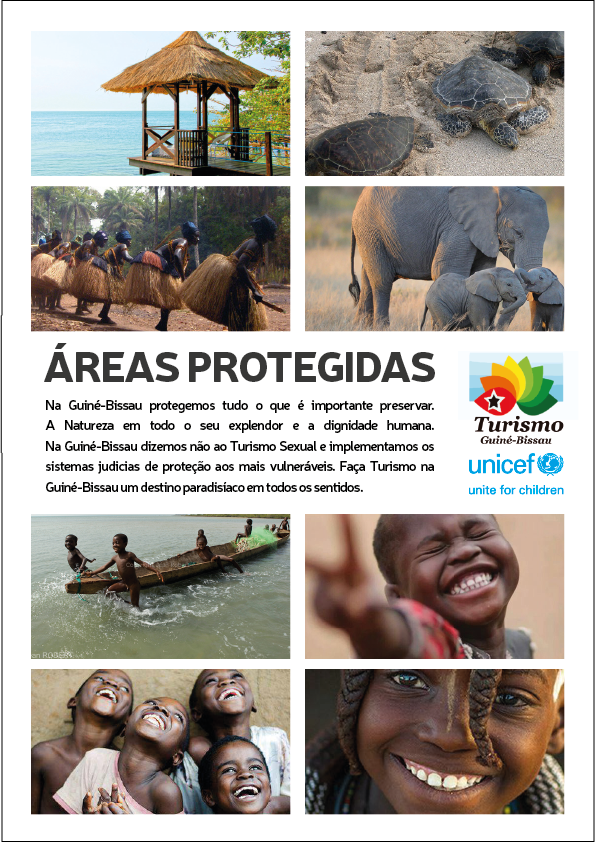 ÁREAS PROTEGIDAS
Na Guiné-Bissau protegemos tudo o que é importante preservar.
A Natureza em todo o seu explendor e a dignidade humana.
Na Guiné-Bissau dizemos não ao Turismo Sexual e implementamos os
sistemas judicias de proteção aos mais vulneráveis. Faça Turismo na
Guiné-Bissau um destino paradisíaco em todos os sentidos.
Turismo
Guiné-Bissau
unicef
unite for children